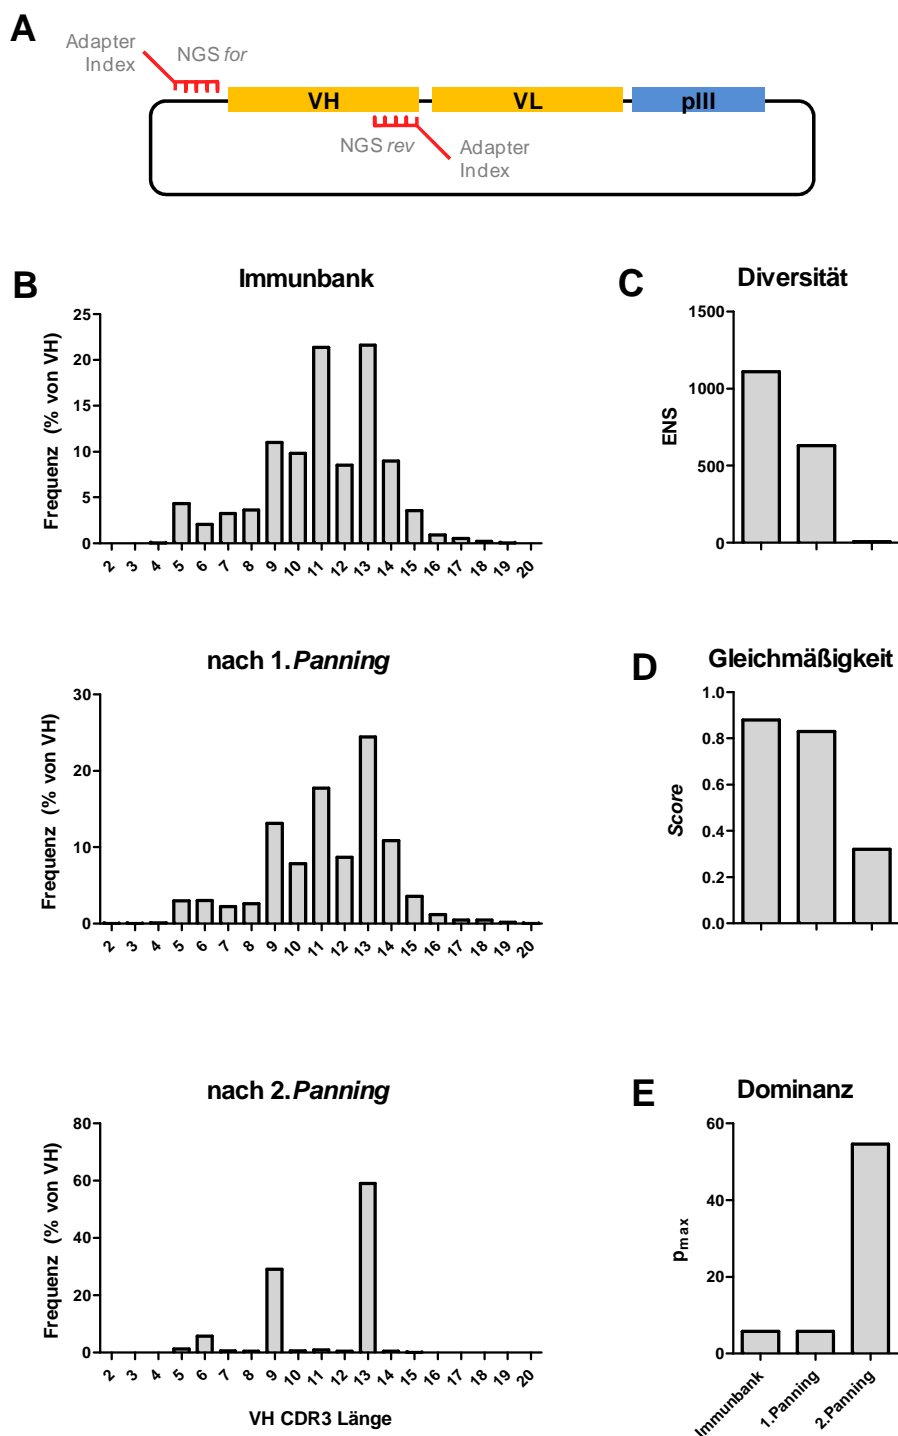 A
Adapter
Index
NGS for
VH
VL
pIII
NGS rev
Adapter
Index
B
Immunbank
Frequenz (% von VH)
25
20
15
10
5
0
2 3 4 5 6 7 8 9 10 11 12 13 14 15 16 17 18 19 20
nach 1.Panning
Frequenz (% von VH)
30
20
10
0
2 3 4 5 6 7 8 9 10 11 12 13 14 15 16 17 18 19 20
nach 2.Panning
Frequenz (% von VH)
80
60
40
20
0
2 3 4 5 6 7 8 9 10 11 12 13 14 15 16 17 18 19 20
VH CDR3 Länge
C
Diversität
ENS
1500
1000
500
0
D
Gleichmäßigkeit
Score
1.0
0.8
0.6
0.4
0.2
0.0
E
Dominanz
pmax
60
40
20
0
Immunbank
1.Panning
2.Panning